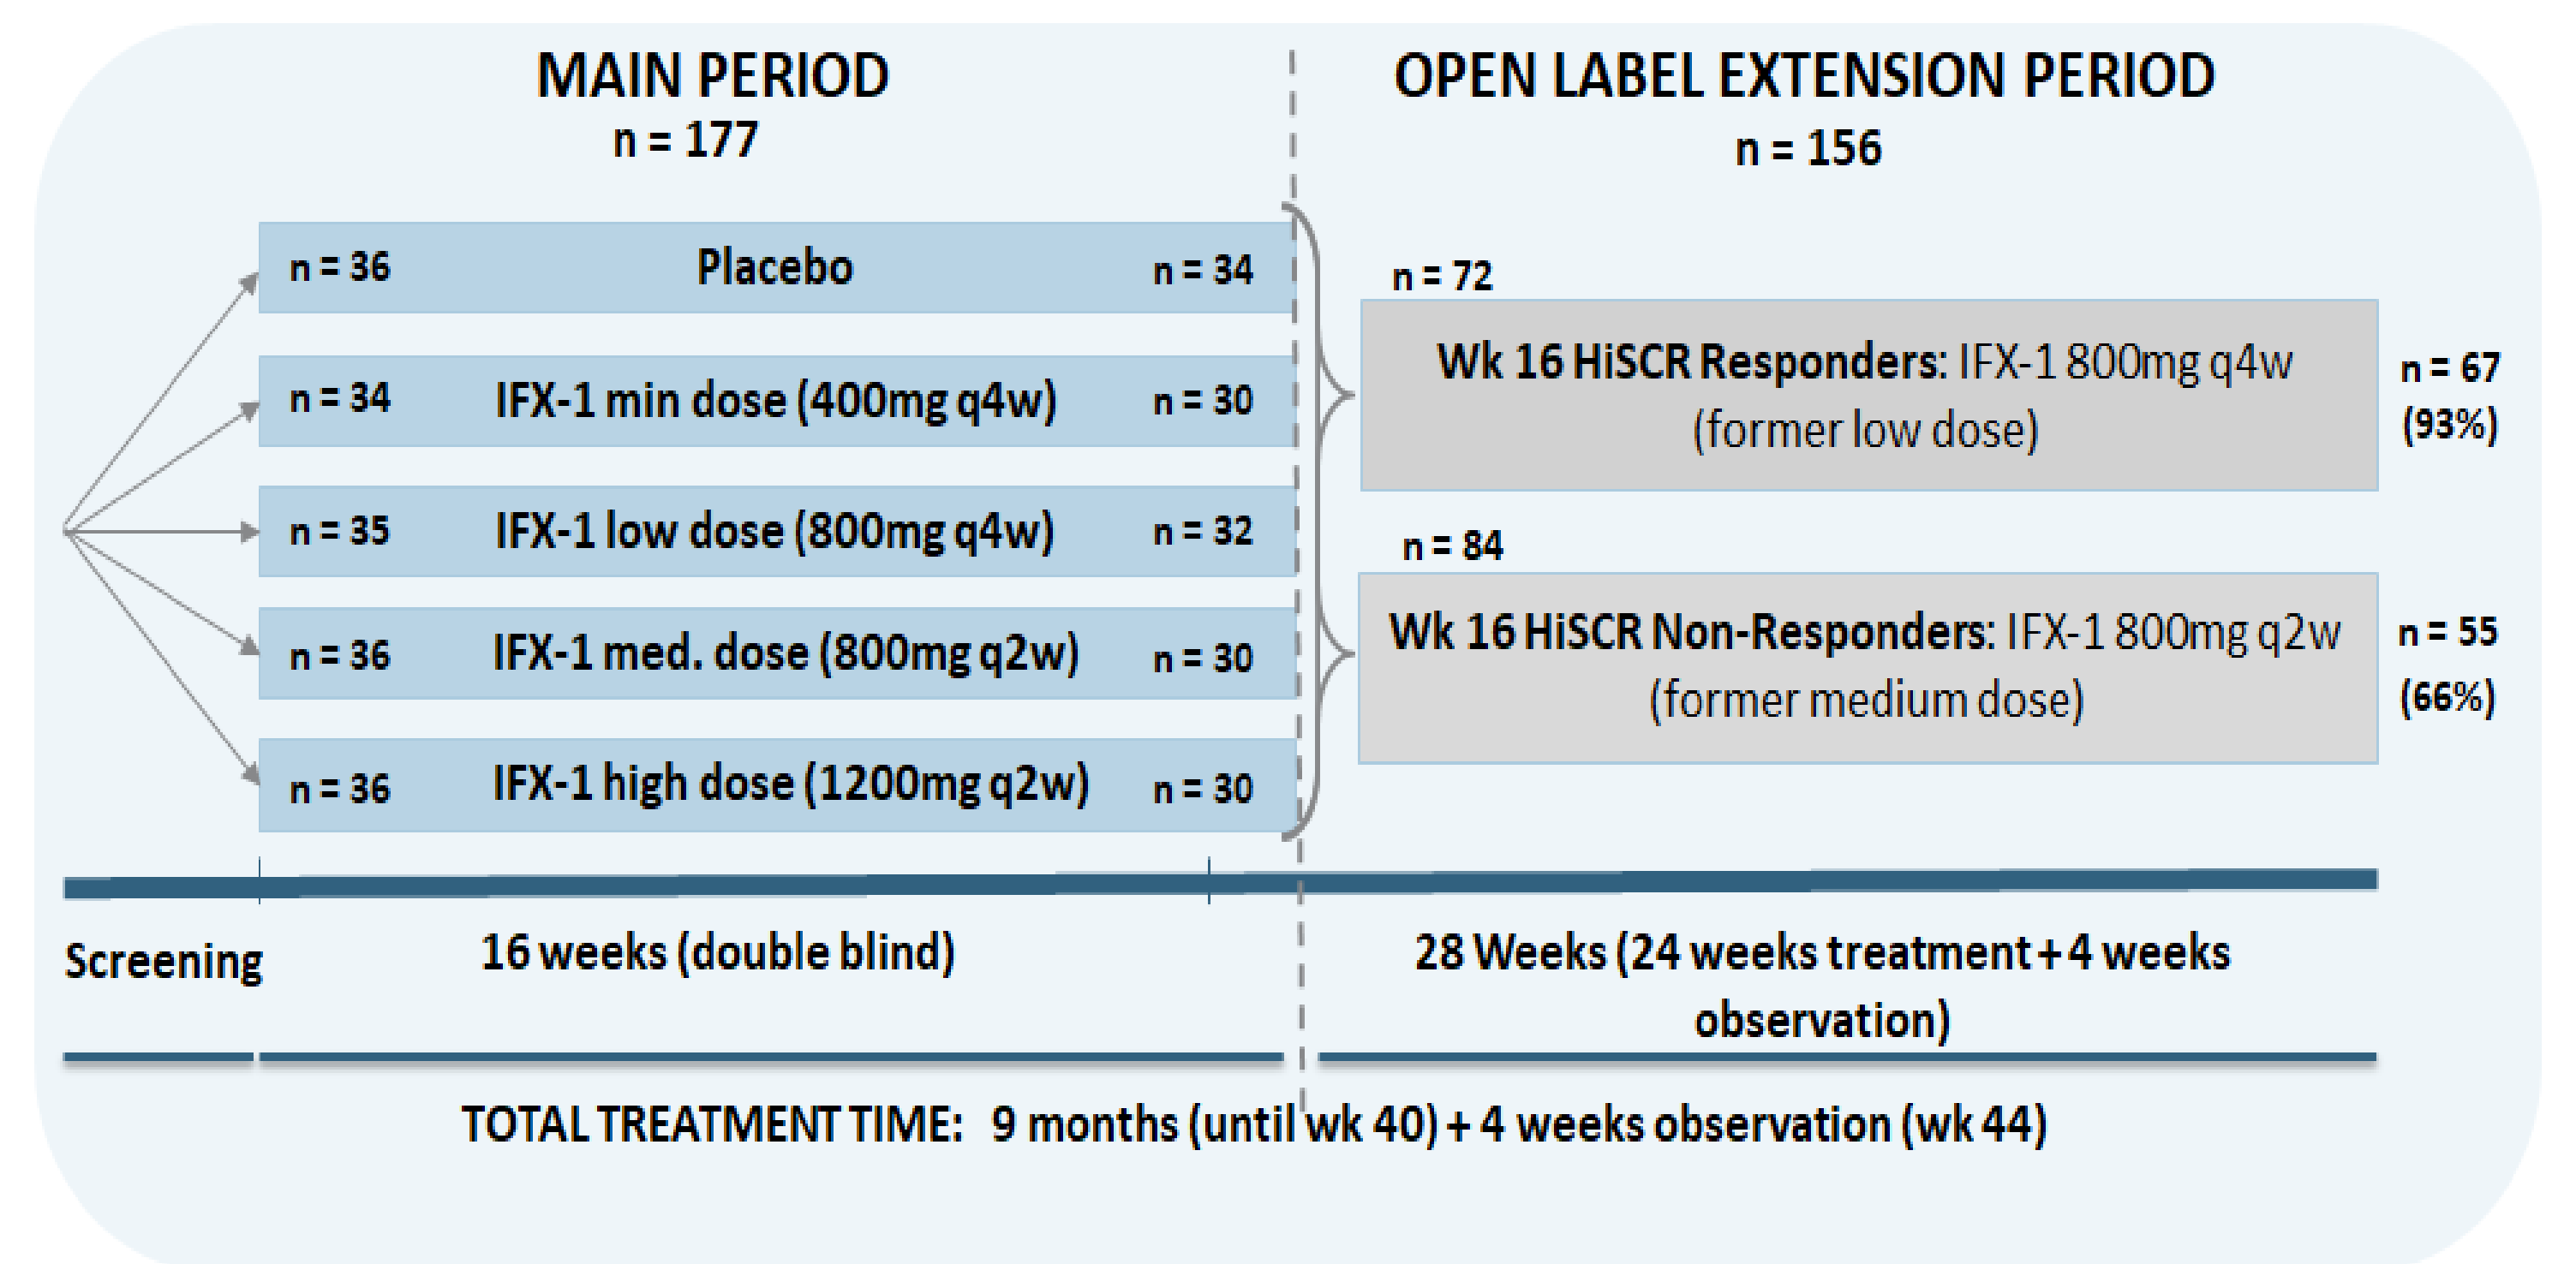 MAIN PERIOD
n = 177
OPEN LABEL EXTENSION PERIOD
n = 156
n = 36 Placebo n = 34
n = 34 IFX-1 min dose (400mg q4w) n = 30
n = 35 IFX-1 low dose (800mg q4w) n = 32
n = 36 IFX-1 med. dose (800mg q2w) n = 30
n = 36 IFX-1 high dose (1200mg q2w) n = 30
n = 72
Wk 16 HiSCR Responders: IFX-1 800mg q4w
(former low dose)
n = 67
(93%)
n = 84
Wk 16 HiSCR Non-Responders: IFX-1 800mg q2w
(former medium dose)
n = 55
(66%)
Screening
16 weeks (double blind)
28 Weeks (24 weeks treatment + 4 weeks
observation)
TOTAL TREATMENT TIME: 9 months (until wk 40) + 4 weeks observation (wk 44)